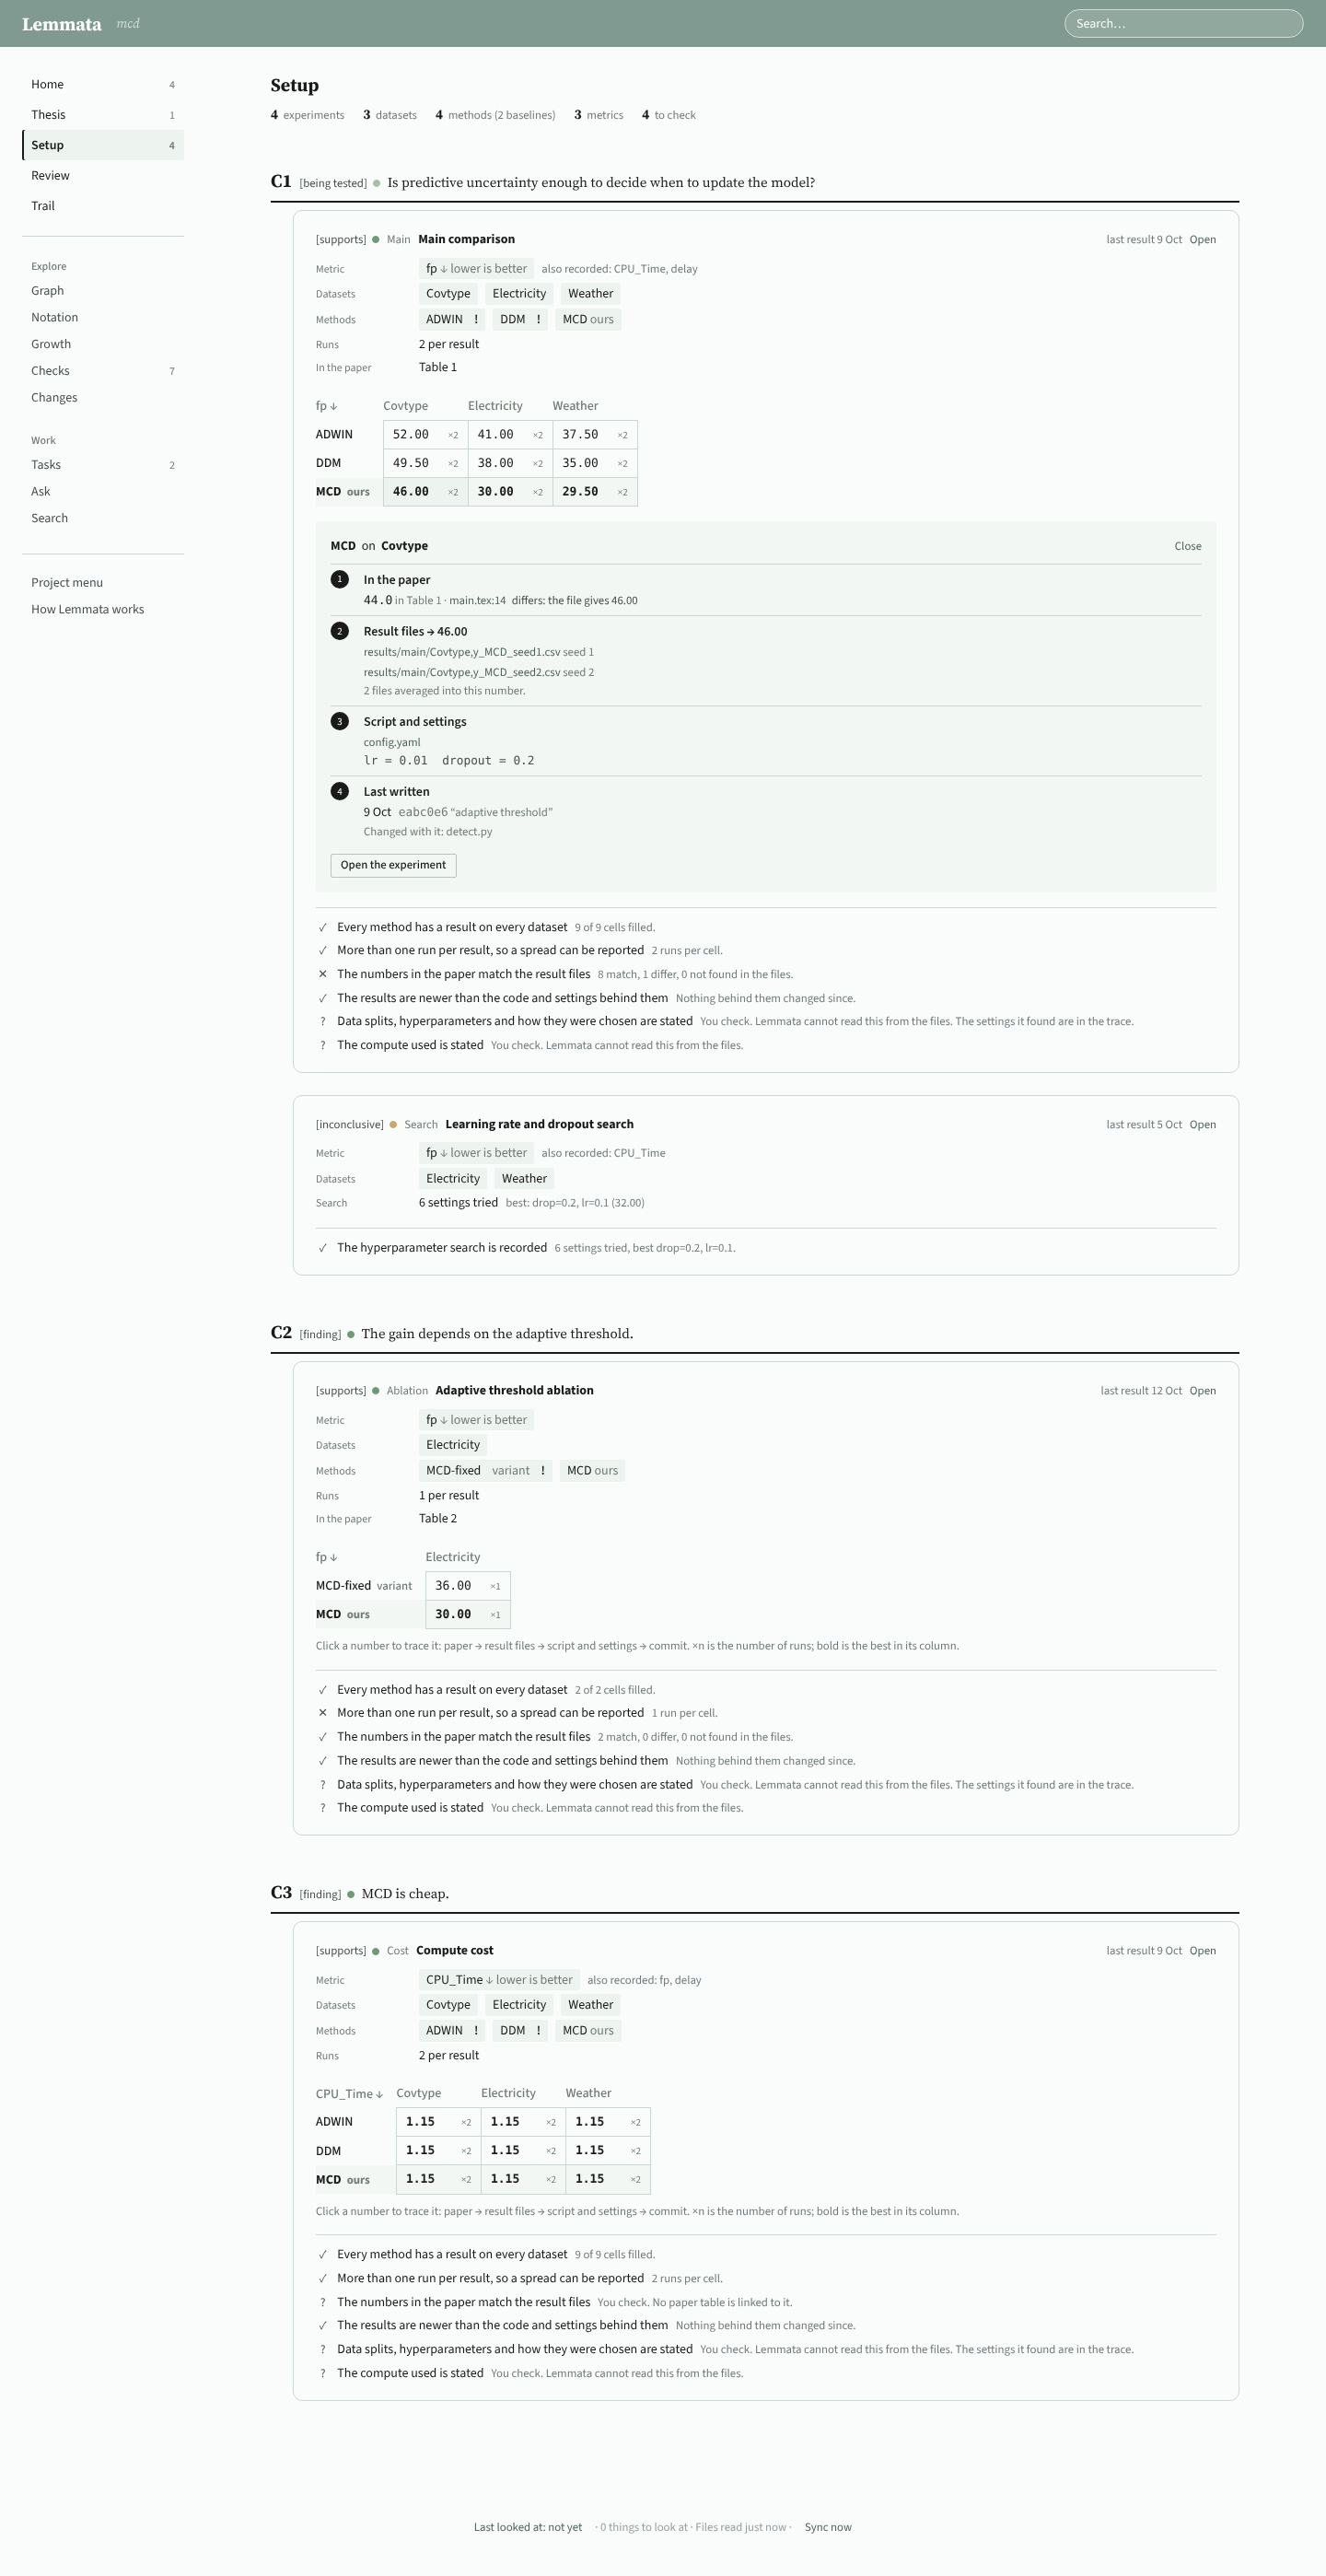 Lemmata mcd Search…
Home 4
Thesis 1
Setup 4
Review
Trail
Explore
Graph
Notation
Growth
Checks 7
Changes
Work
Tasks 2
Ask
Search
Project menu
How Lemmata works
Setup
4 experiments 3 datasets 4 methods (2 baselines) 3 metrics 4 to check
C1 [being tested] Is predictive uncertainty enough to decide when to update the model?
[supports] Main Main comparison last result 9 Oct Open
Metric fp ↓ lower is better also recorded: CPU_Time, delay
Datasets Covtype Electricity Weather
Methods ADWIN ! DDM ! MCD ours
Runs 2 per result
In the paper Table 1
fp ↓ Covtype Electricity Weather
ADWIN 52.00 ×2 41.00 ×2 37.50 ×2
DDM 49.50 ×2 38.00 ×2 35.00 ×2
MCD ours 46.00 ×2 30.00 ×2 29.50 ×2
MCD on Covtype Close
1 In the paper
44.0 in Table 1 · main.tex:14 differs: the file gives 46.00
2 Result files → 46.00
results/main/Covtype,y_MCD_seed1.csv seed 1
results/main/Covtype,y_MCD_seed2.csv seed 2
2 files averaged into this number.
3 Script and settings
config.yaml
lr = 0.01 dropout = 0.2
4 Last written
9 Oct eabc0e6 “adaptive threshold”
Changed with it: detect.py
Open the experiment
✓ Every method has a result on every dataset 9 of 9 cells filled.
✓ More than one run per result, so a spread can be reported 2 runs per cell.
✕ The numbers in the paper match the result files 8 match, 1 differ, 0 not found in the files.
✓ The results are newer than the code and settings behind them Nothing behind them changed since.
? Data splits, hyperparameters and how they were chosen are stated You check. Lemmata cannot read this from the files. The settings it found are in the trace.
? The compute used is stated You check. Lemmata cannot read this from the files.
[inconclusive] Search Learning rate and dropout search last result 5 Oct Open
Metric fp ↓ lower is better also recorded: CPU_Time
Datasets Electricity Weather
Search 6 settings tried best: drop=0.2, lr=0.1 (32.00)
✓ The hyperparameter search is recorded 6 settings tried, best drop=0.2, lr=0.1.
C2 [finding] The gain depends on the adaptive threshold.
[supports] Ablation Adaptive threshold ablation last result 12 Oct Open
Metric fp ↓ lower is better
Datasets Electricity
Methods MCD-fixed variant ! MCD ours
Runs 1 per result
In the paper Table 2
fp ↓ Electricity
MCD-fixed variant 36.00 ×1
MCD ours 30.00 ×1
Click a number to trace it: paper → result files → script and settings → commit. ×n is the number of runs; bold is the best in its column.
✓ Every method has a result on every dataset 2 of 2 cells filled.
✕ More than one run per result, so a spread can be reported 1 run per cell.
✓ The numbers in the paper match the result files 2 match, 0 differ, 0 not found in the files.
✓ The results are newer than the code and settings behind them Nothing behind them changed since.
? Data splits, hyperparameters and how they were chosen are stated You check. Lemmata cannot read this from the files. The settings it found are in the trace.
? The compute used is stated You check. Lemmata cannot read this from the files.
C3 [finding] MCD is cheap.
[supports] Cost Compute cost last result 9 Oct Open
Metric CPU_Time ↓ lower is better also recorded: fp, delay
Datasets Covtype Electricity Weather
Methods ADWIN ! DDM ! MCD ours
Runs 2 per result
CPU_Time ↓ Covtype Electricity Weather
ADWIN 1.15 ×2 1.15 ×2 1.15 ×2
DDM 1.15 ×2 1.15 ×2 1.15 ×2
MCD ours 1.15 ×2 1.15 ×2 1.15 ×2
Click a number to trace it: paper → result files → script and settings → commit. ×n is the number of runs; bold is the best in its column.
✓ Every method has a result on every dataset 9 of 9 cells filled.
✓ More than one run per result, so a spread can be reported 2 runs per cell.
? The numbers in the paper match the result files You check. No paper table is linked to it.
✓ The results are newer than the code and settings behind them Nothing behind them changed since.
? Data splits, hyperparameters and how they were chosen are stated You check. Lemmata cannot read this from the files. The settings it found are in the trace.
? The compute used is stated You check. Lemmata cannot read this from the files.
Last looked at: not yet · 0 things to look at · Files read just now · Sync now